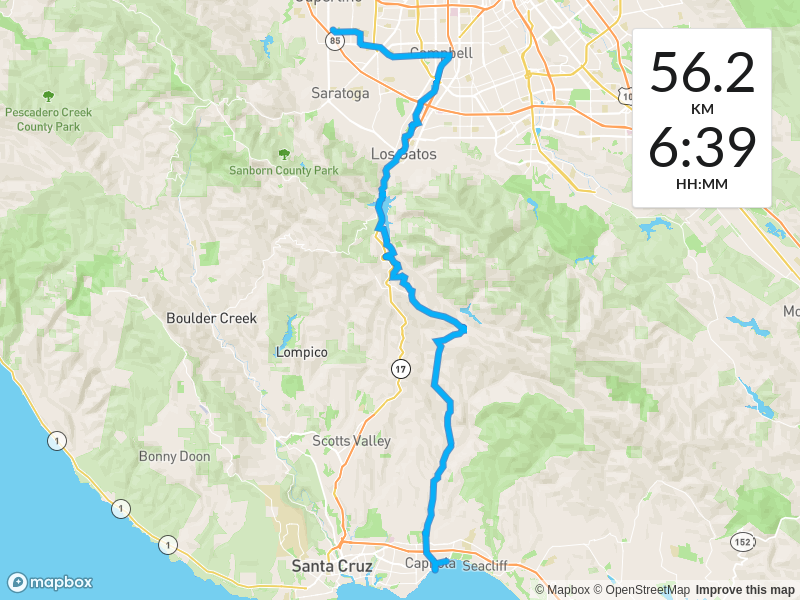 Cupertino
85
Campbell
56.2
KM
6:39
HH:MM
Saratoga
Pescadero Creek
County Park
Los Gatos
Sanborn County Park
Boulder Creek
Lompico
17
1
Scotts Valley
Bonny Doon
1
1
152
Santa Cruz
Capitola
Seacliff
mapbox
© Mapbox © OpenStreetMap Improve this map